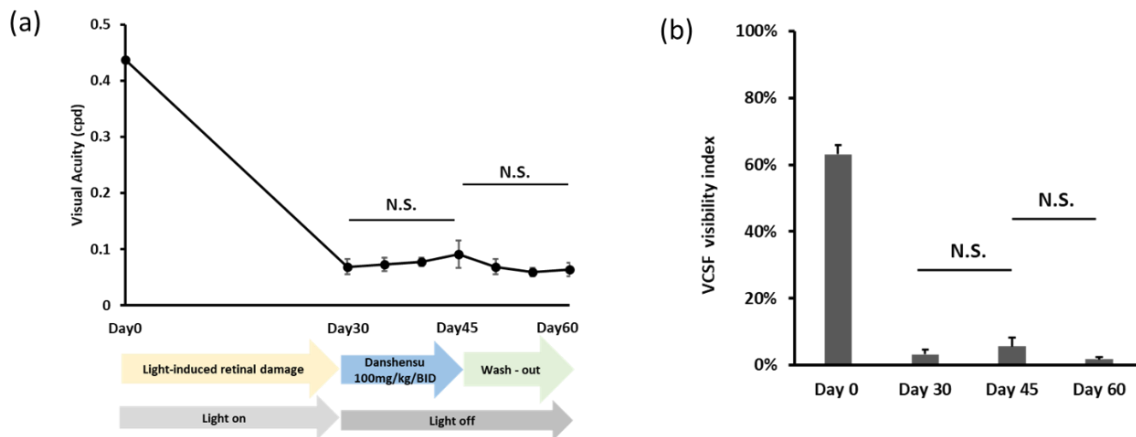 (a)
0.5
0.4
0.3
0.2
0.1
0
Visual Acuity (cpd)
N.S.
N.S.
Day0
Day30
Day45
Day60
Light-induced retinal damage
Danshensu
100mg/kg/BID
Wash - out
Light on
Light off
(b)
100%
80%
60%
40%
20%
0%
VCSF visibility index
N.S.
N.S.
Day 0
Day 30
Day 45
Day 60